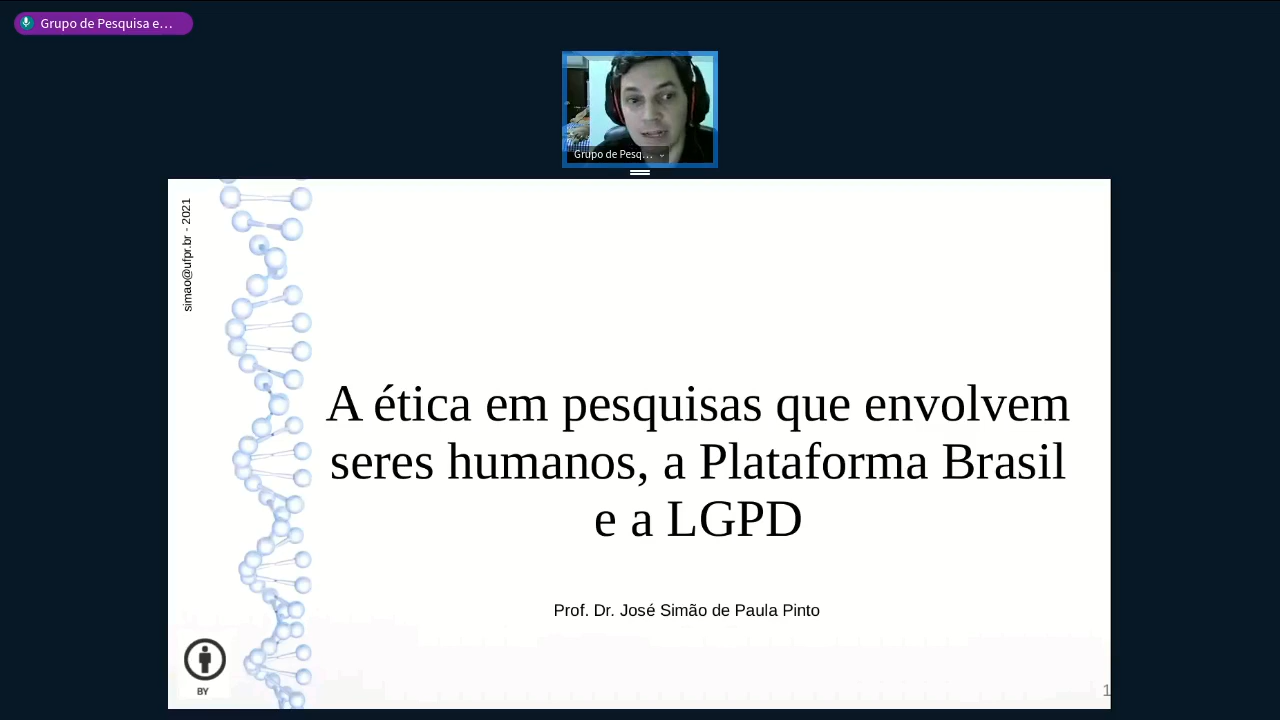 Grupo de Pesquisa e...
Grupo de Pesq...
simao@ufpr.br - 2021
A ética em pesquisas que envolvem
seres humanos, a Plataforma Brasil
e a LGPD
Prof. Dr. José Simão de Paula Pinto
BY
1